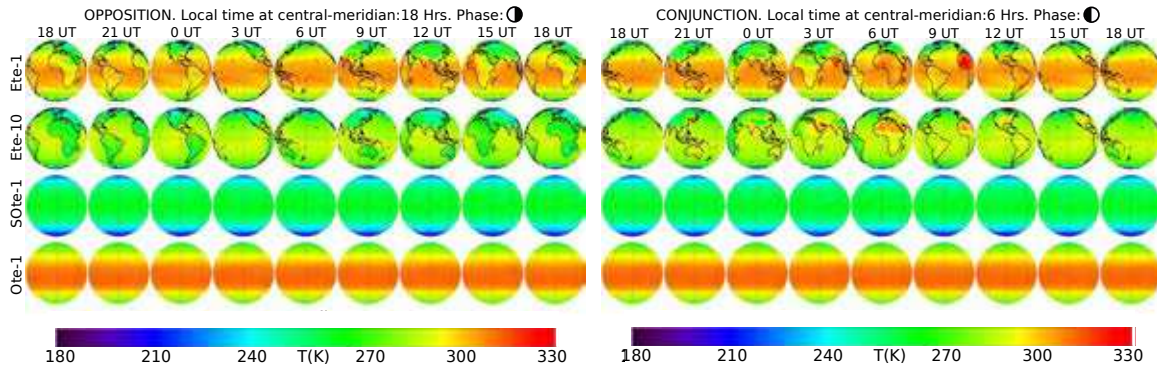 OPPOSITION. Local time at central-meridian:18 Hrs. Phase:
18 UT 21 UT 0 UT 3 UT 6 UT 9 UT 12 UT 15 UT 18 UT
Ete-1
Ete-10
SOte-1
Ote-1
180 210 240 T(K) 270 300 330
CONJUNCTION. Local time at central-meridian:6 Hrs. Phase:
18 UT 21 UT 0 UT 3 UT 6 UT 9 UT 12 UT 15 UT 18 UT
180 210 240 T(K) 270 300 330